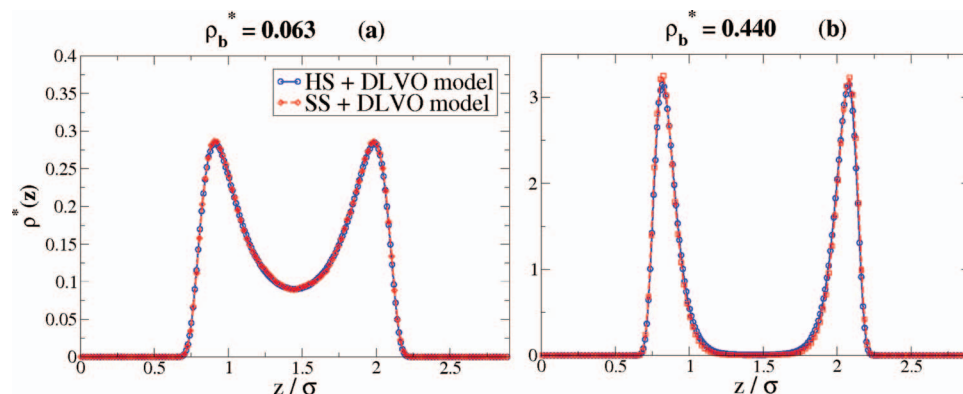 ρ_b* = 0.063 (a)
ρ_b* = 0.440 (b)
HS + DLVO model
SS + DLVO model
ρ*(z)
0.4
0.35
0.3
0.25
0.2
0.15
0.1
0.05
0
0 0.5 1 1.5 2 2.5
z / σ
3
2
1
0
0 0.5 1 1.5 2 2.5
z / σ